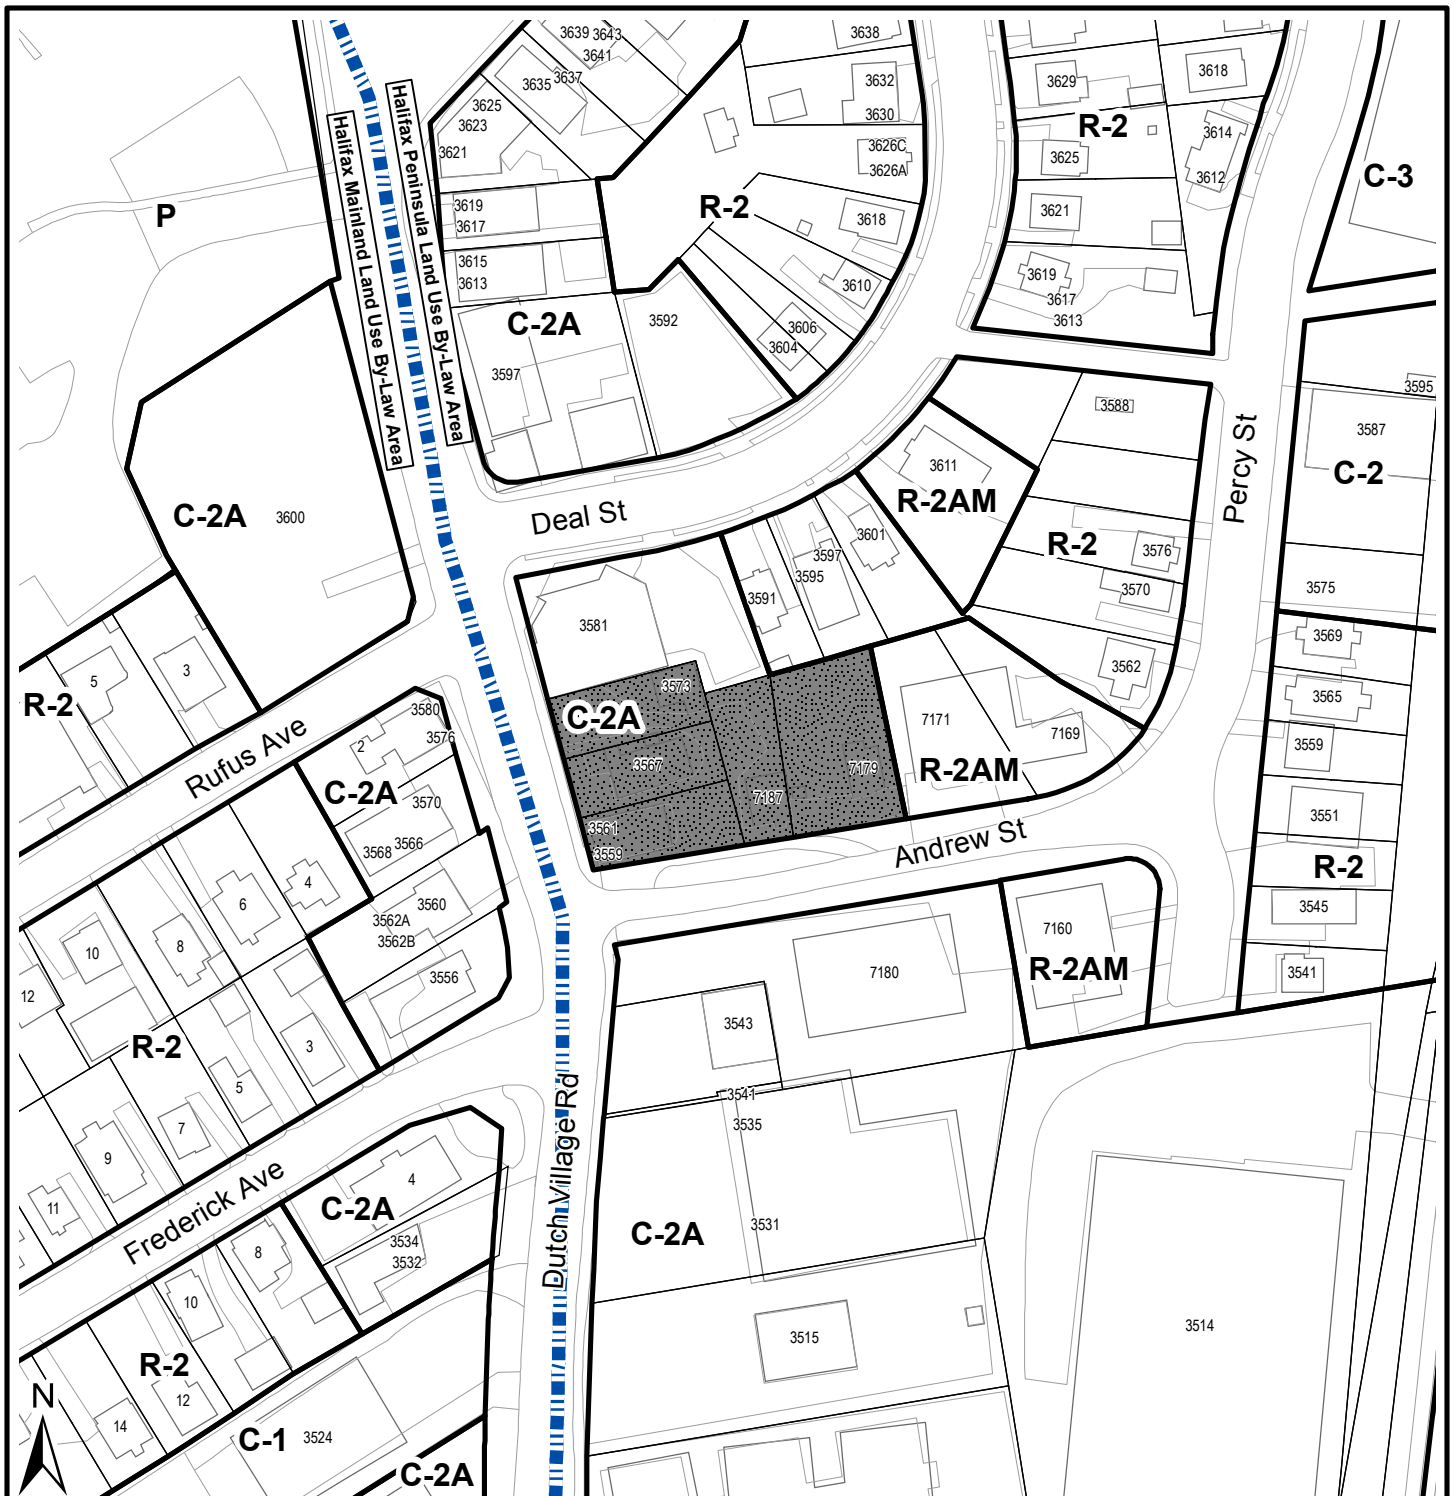 3639 3643
3641
3638
3635
3637
3632
3630
3629
3618
3625
3623
R-2
3614
3621
3626C
3626A
3625
3612
C-3
Halifax Mainland Land Use By-Law Area
Halifax Peninsula Land Use By-Law Area
P
3619
3617
R-2
3618
3621
3615
3613
3610
3619
3617
3613
C-2A
3592
3606
3604
3597
3595
3588
3587
C-2A
3600
3611
R-2AM
C-2
Percy St
Deal St
3601
3597
3595
R-2
3576
3591
3570
3575
3581
3569
5
3
R-2
3562
3565
3573
C-2A
3580
3576
2
7171
7169
3559
Rufus Ave
3567
7179
R-2AM
C-2A
3570
7187
3551
3568
3566
3561
3559
Andrew St
R-2
4
6
3560
3562A
3562B
3545
7160
10
8
R-2AM
12
3556
7180
3541
3543
R-2
3
5
3541
3535
7
9
Dutch Village Rd
4
11
Frederick Ave
C-2A
3531
C-2A
8
3534
3532
10
3515
3514
R-2
12
14
N
C-1
3524
C-2A